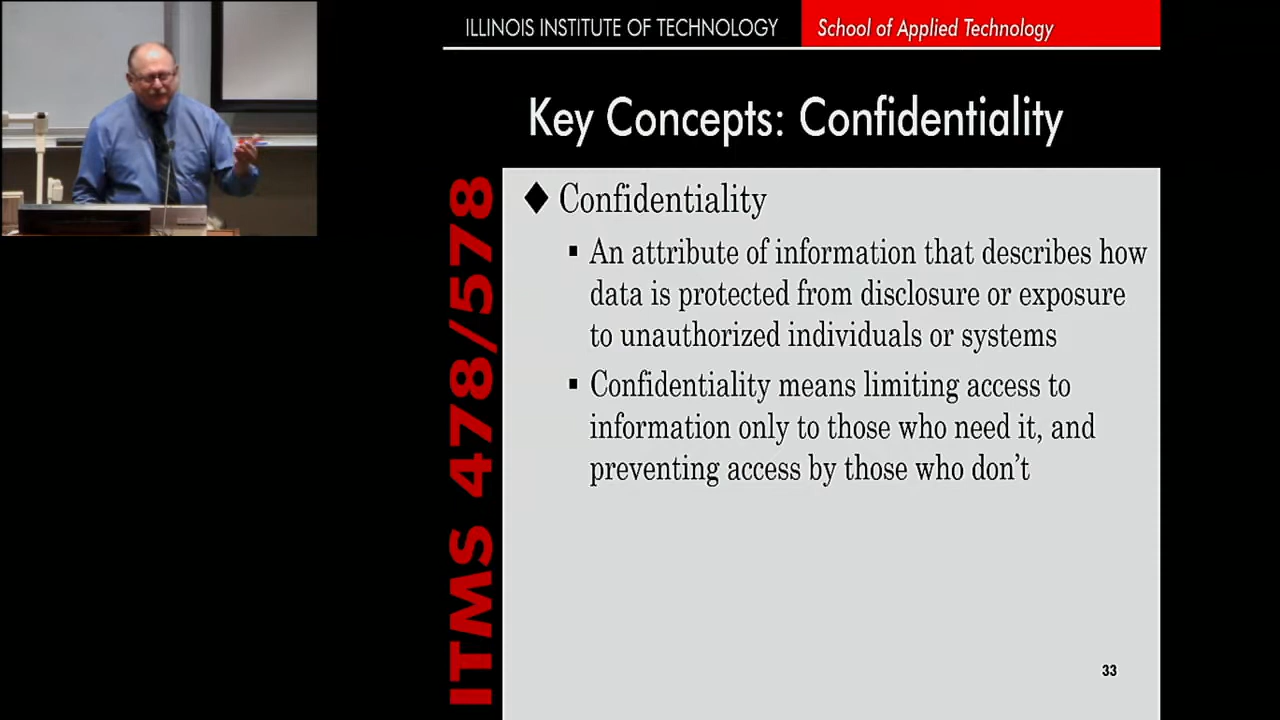 ILLINOIS INSTITUTE OF TECHNOLOGY School of Applied Technology
Key Concepts: Confidentiality
ITMS 478/578
Confidentiality
An attribute of information that describes how
data is protected from disclosure or exposure
to unauthorized individuals or systems
Confidentiality means limiting access to
information only to those who need it, and
preventing access by those who don’t
33